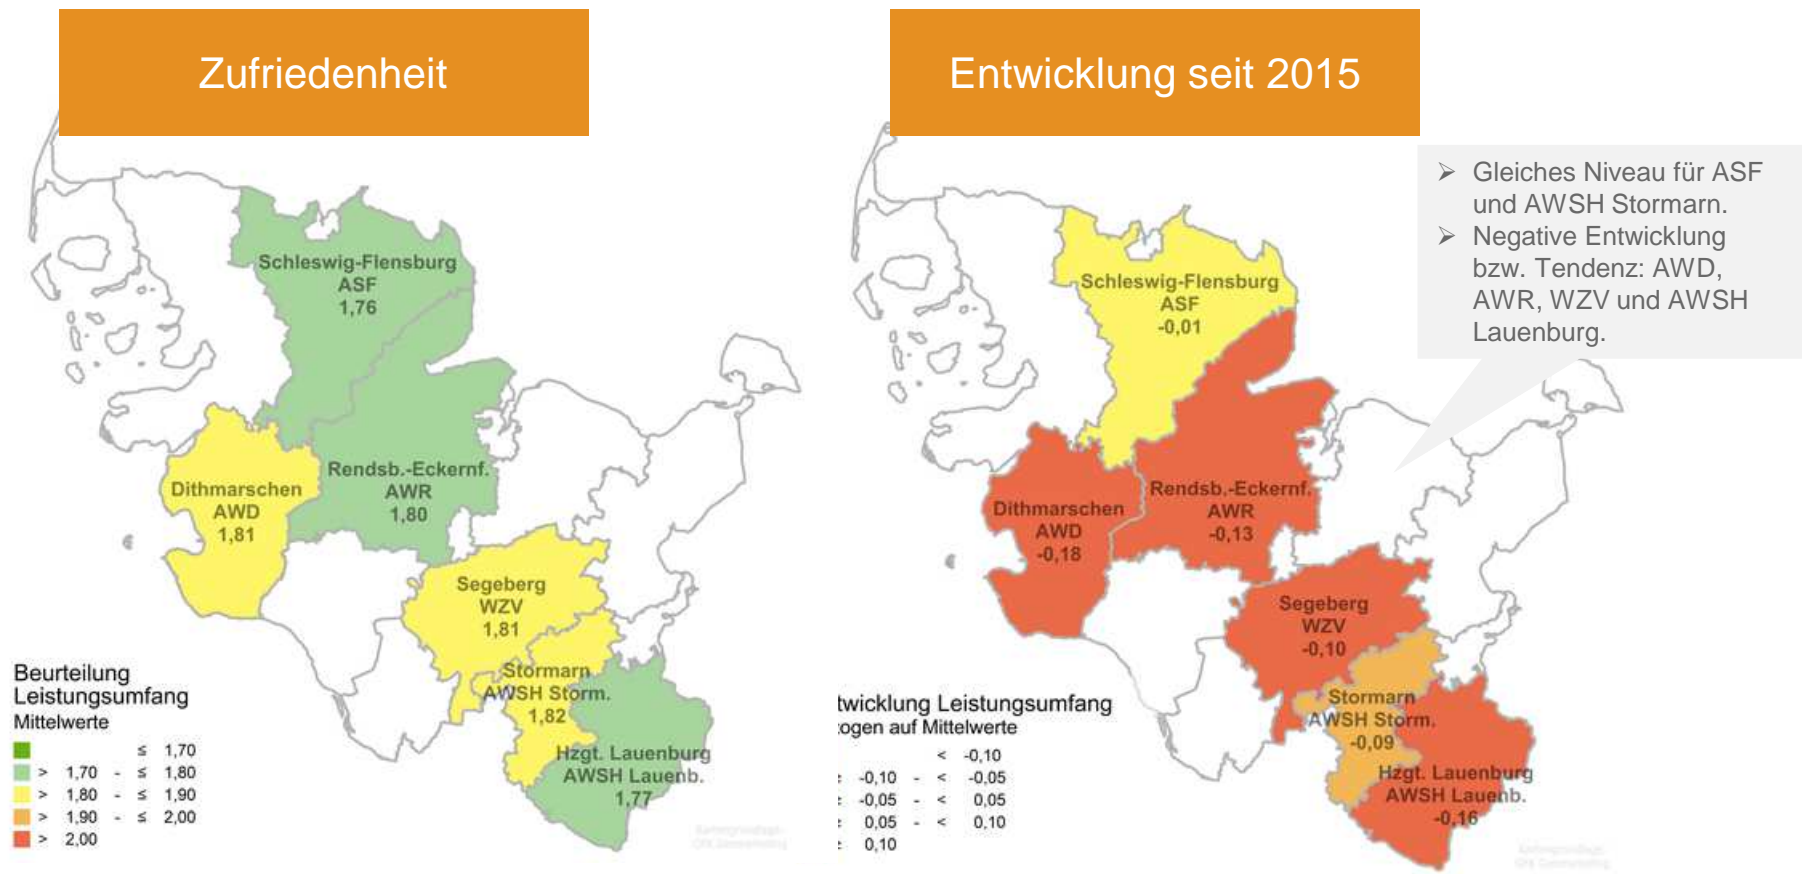 Zufriedenheit
Schleswig-Flensburg
ASF
1,76
Rendsb.-Eckernf.
AWR
1,80
Dithmarschen
AWD
1,81
Segeberg
WZV
1,81
Stormarn
AWSH Storm.
1,82
Hzgt. Lauenburg
AWSH Lauenb.
1,77
Beurteilung
Leistungsumfang
Mittelwerte
≤ 1,70
> 1,70 - ≤ 1,80
> 1,80 - ≤ 1,90
> 1,90 - ≤ 2,00
> 2,00
Entwicklung seit 2015
➢ Gleiches Niveau für ASF
und AWSH Stormarn.
➢ Negative Entwicklung
bzw. Tendenz: AWD,
AWR, WZV und AWSH
Lauenburg.
Schleswig-Flensburg
ASF
-0,01
Rendsb.-Eckernf.
AWR
-0,13
Dithmarschen
AWD
-0,18
Segeberg
WZV
-0,10
Stormarn
AWSH Storm.
-0,09
Hzgt. Lauenburg
AWSH Lauenb.
-0,16
twicklung Leistungsumfang
ogen auf Mittelwerte
< -0,10
-0,10 - < -0,05
-0,05 - < 0,05
0,05 - < 0,10
0,10